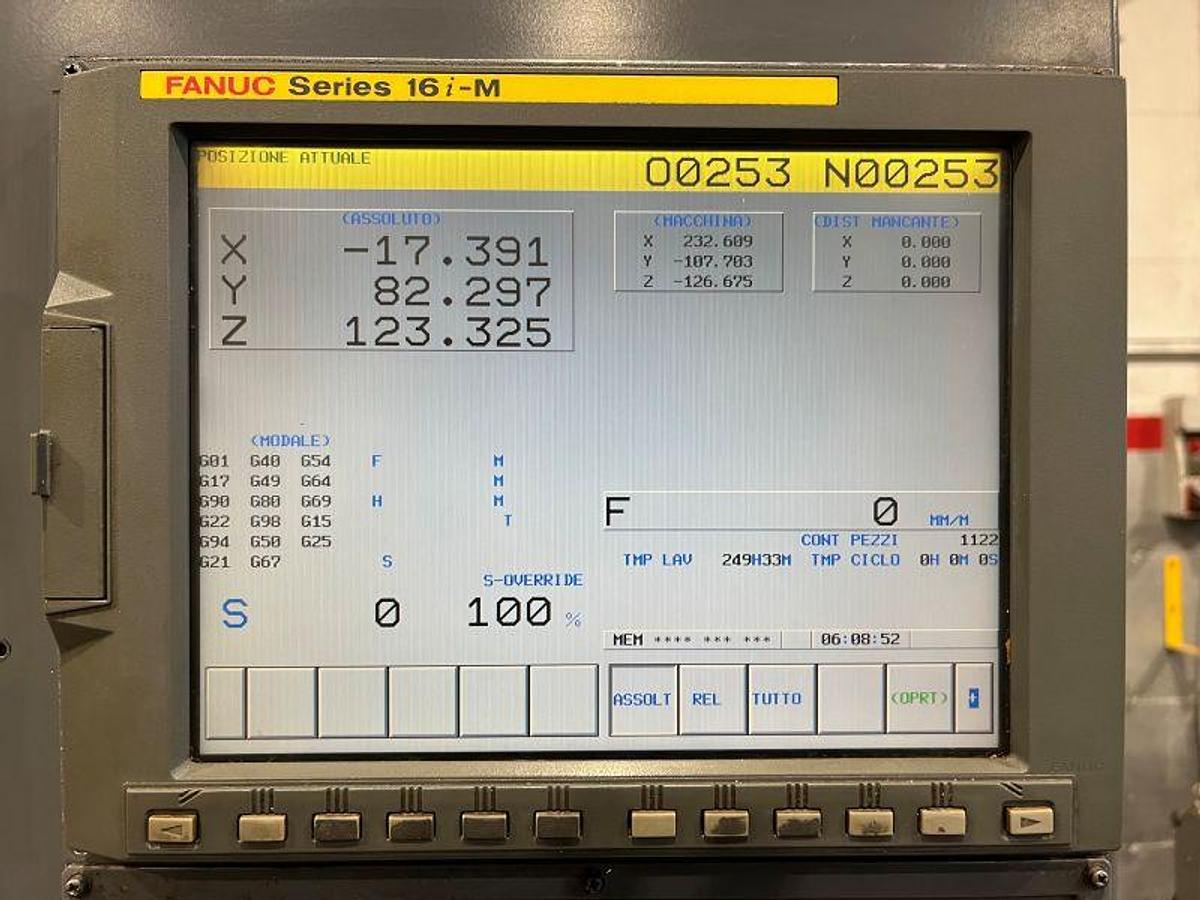 FANUC Series 16i-M
POSIZIONE ATTUALE O00253 N00253
(ASSOLUTO)
X -17.391
Y 82.297
Z 123.325
(MACCHINA)
X 232.609
Y -107.703
Z -126.675
(DIST MANCANTE)
X 0.000
Y 0.000
Z 0.000
(MODALE)
G01 G40 G54 F M
G17 G49 G64 M
G90 G80 G69 H M
G22 G98 G15 T
G94 G50 G25
G21 G67 S
F 0 MM/M
CONT PEZZI 1122
TMP LAV 249H33M TMP CICLO 0H 0M 0S
S-OVERRIDE
S 0 100 %
MEM **** *** *** 06:08:52
ASSOLT REL TUTTO (OPRT) +
FANUC